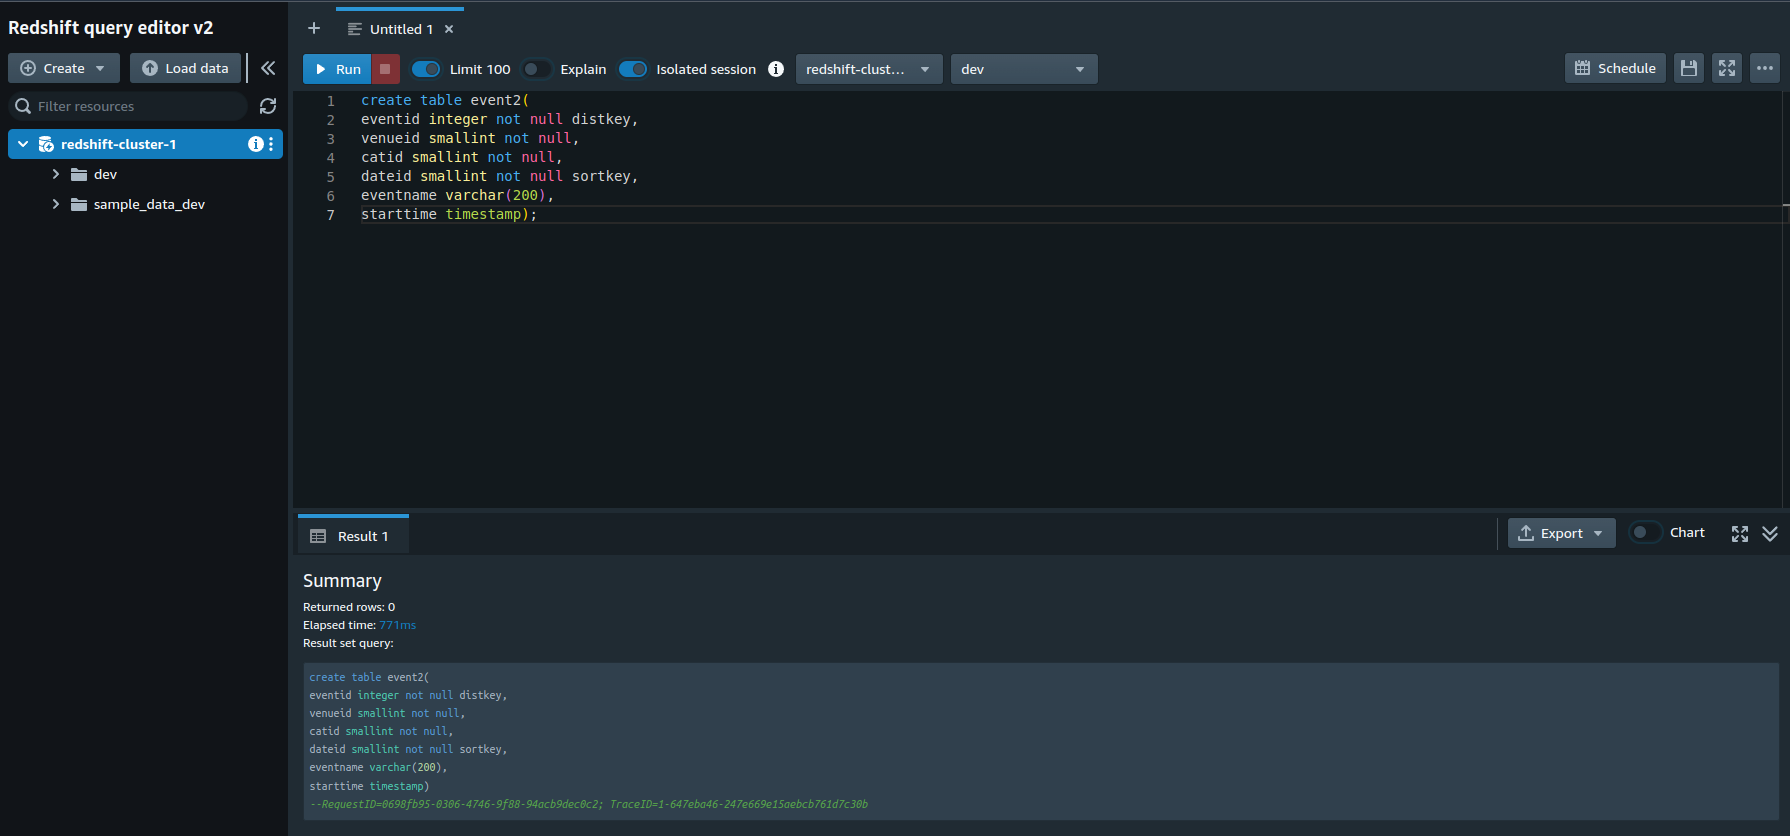 Redshift query editor v2
Create
Load data
Filter resources
redshift-cluster-1
dev
sample_data_dev
Untitled 1
Run
Limit 100
Explain
Isolated session
redshift-clust...
dev
Schedule
1 create table event2(
2 eventid integer not null distkey,
3 venueid smallint not null,
4 catid smallint not null,
5 dateid smallint not null sortkey,
6 eventname varchar(200),
7 starttime timestamp);
Result 1
Export
Chart
Summary
Returned rows: 0
Elapsed time: 771ms
Result set query:
create table event2(
eventid integer not null distkey,
venueid smallint not null,
catid smallint not null,
dateid smallint not null sortkey,
eventname varchar(200),
starttime timestamp)
--RequestID=0698fb95-0306-4746-9f88-94acb9dec0c2; TraceID=1-647eba46-247e669e15aebcb761d7c30b